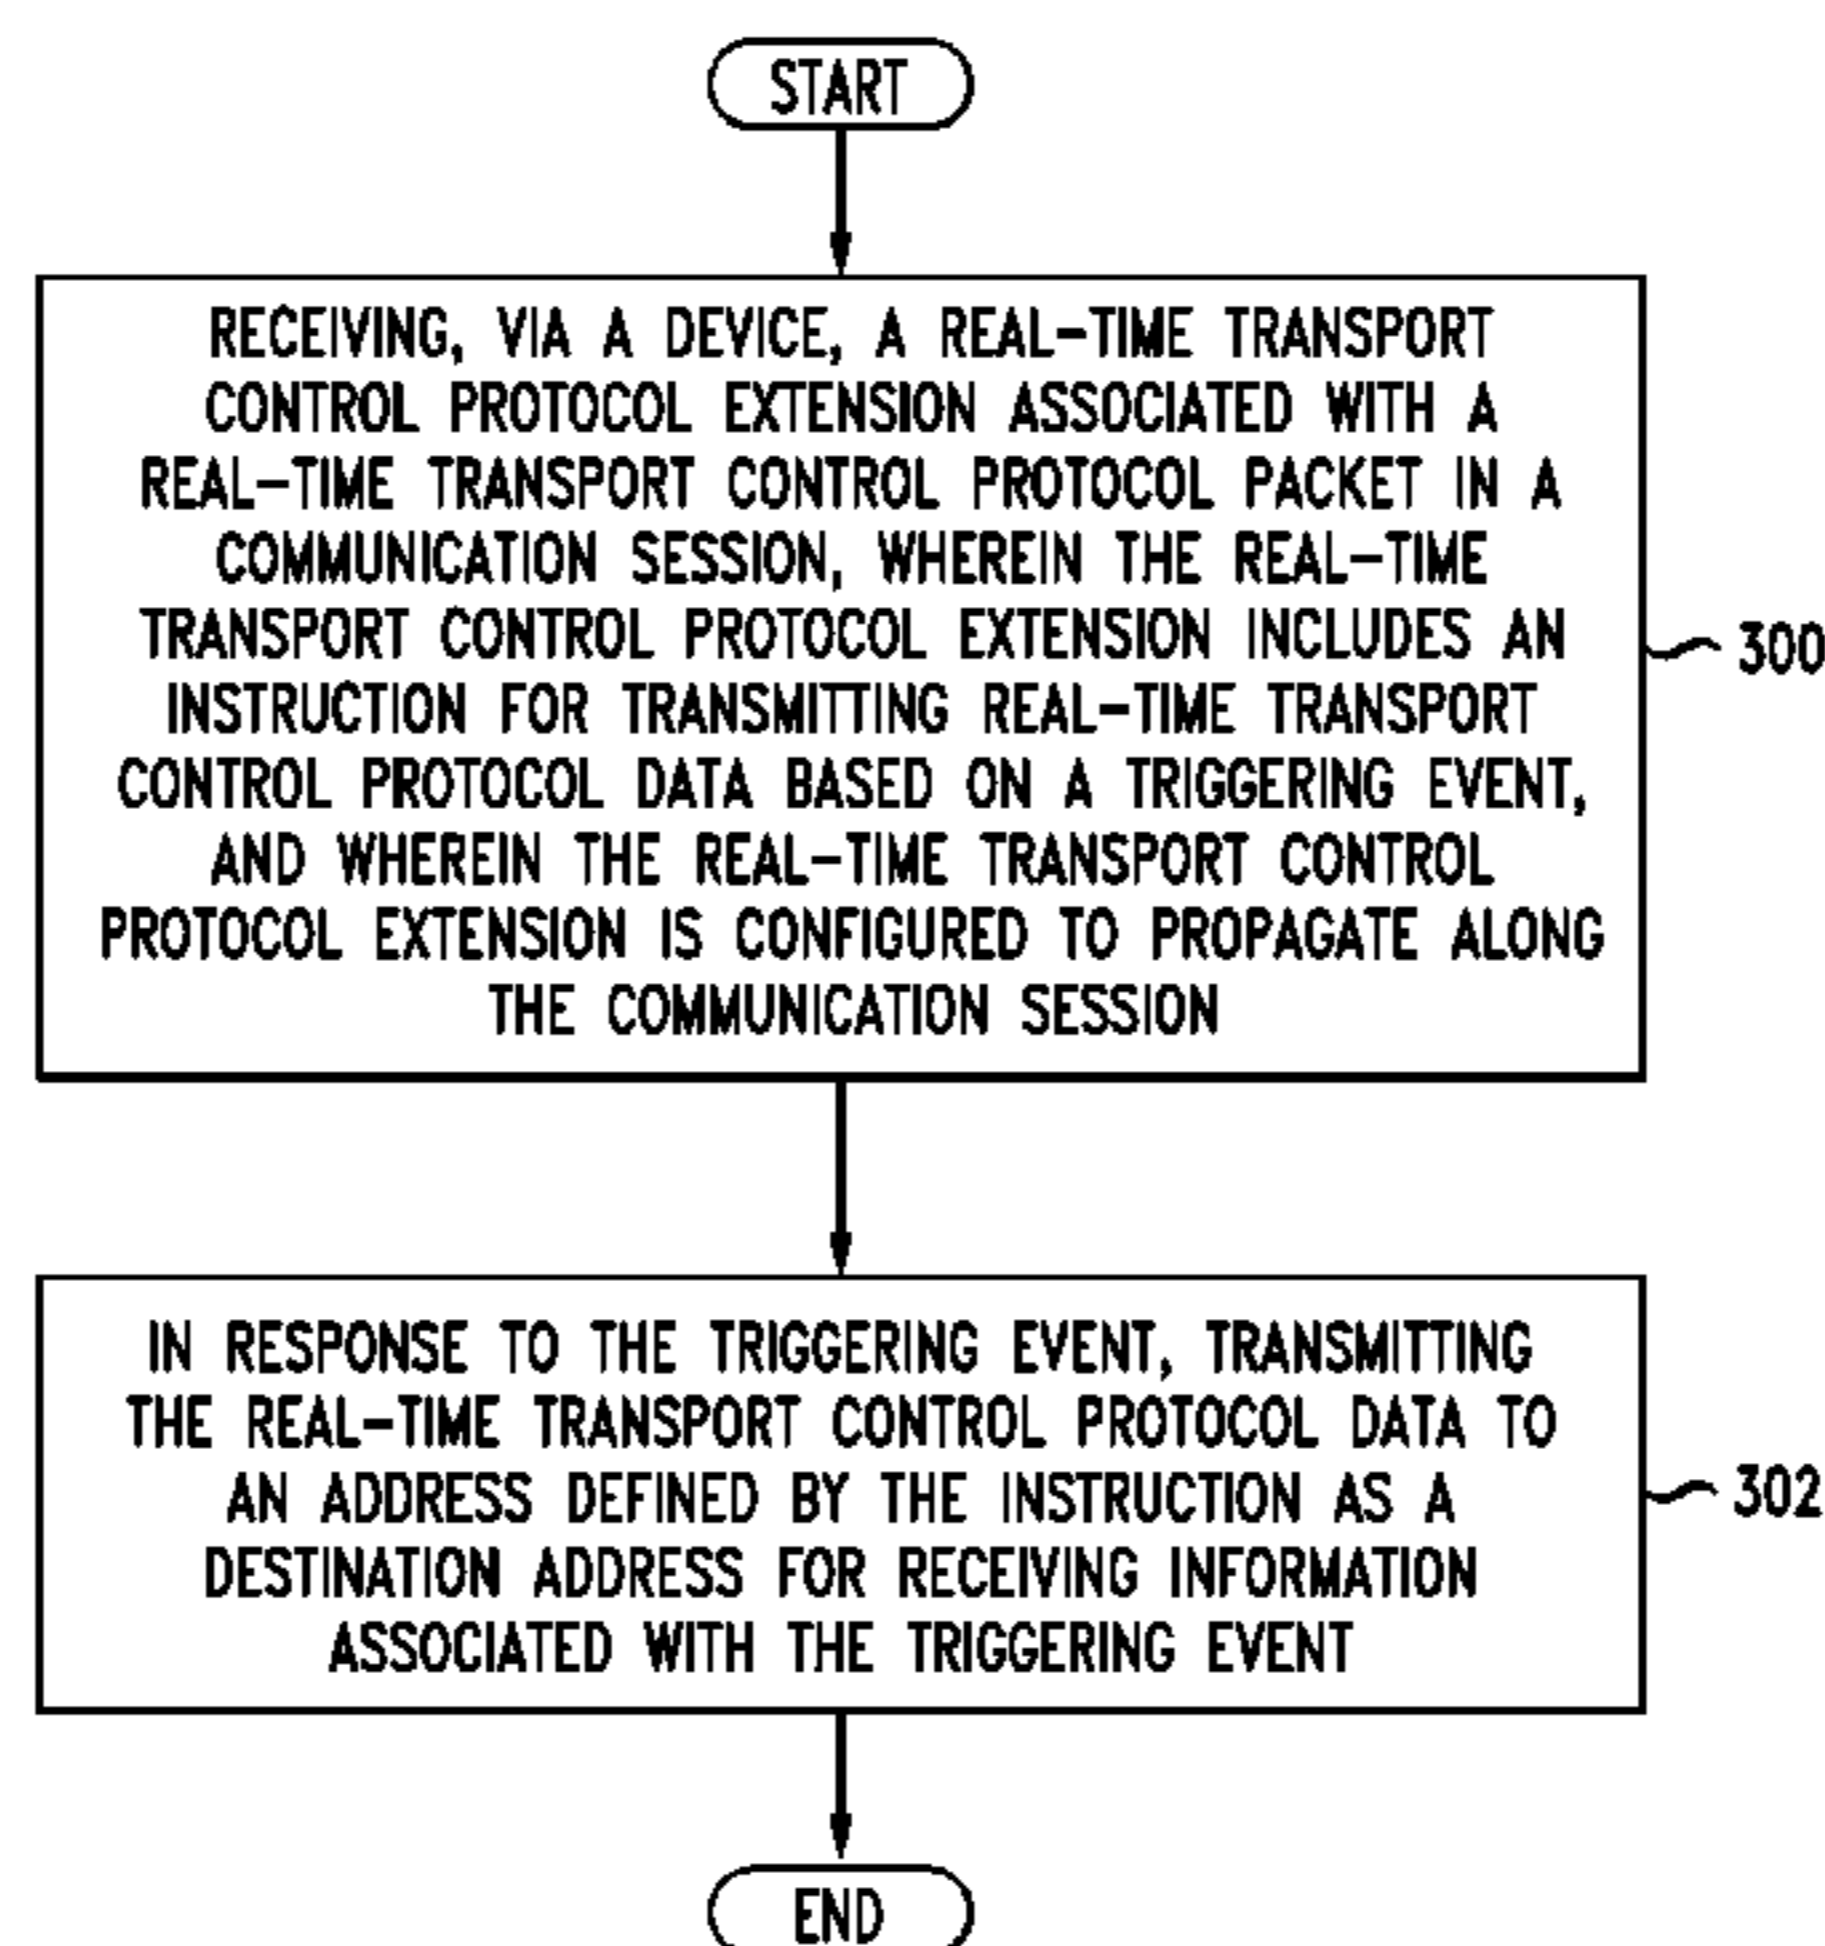 START
RECEIVING, VIA A DEVICE, A REAL-TIME TRANSPORT
CONTROL PROTOCOL EXTENSION ASSOCIATED WITH A
REAL-TIME TRANSPORT CONTROL PROTOCOL PACKET IN A
COMMUNICATION SESSION, WHEREIN THE REAL-TIME
TRANSPORT CONTROL PROTOCOL EXTENSION INCLUDES AN
INSTRUCTION FOR TRANSMITTING REAL-TIME TRANSPORT
CONTROL PROTOCOL DATA BASED ON A TRIGGERING EVENT,
AND WHEREIN THE REAL-TIME TRANSPORT CONTROL
PROTOCOL EXTENSION IS CONFIGURED TO PROPAGATE ALONG
THE COMMUNICATION SESSION
300
IN RESPONSE TO THE TRIGGERING EVENT, TRANSMITTING
THE REAL-TIME TRANSPORT CONTROL PROTOCOL DATA TO
AN ADDRESS DEFINED BY THE INSTRUCTION AS A
DESTINATION ADDRESS FOR RECEIVING INFORMATION
ASSOCIATED WITH THE TRIGGERING EVENT
302
END